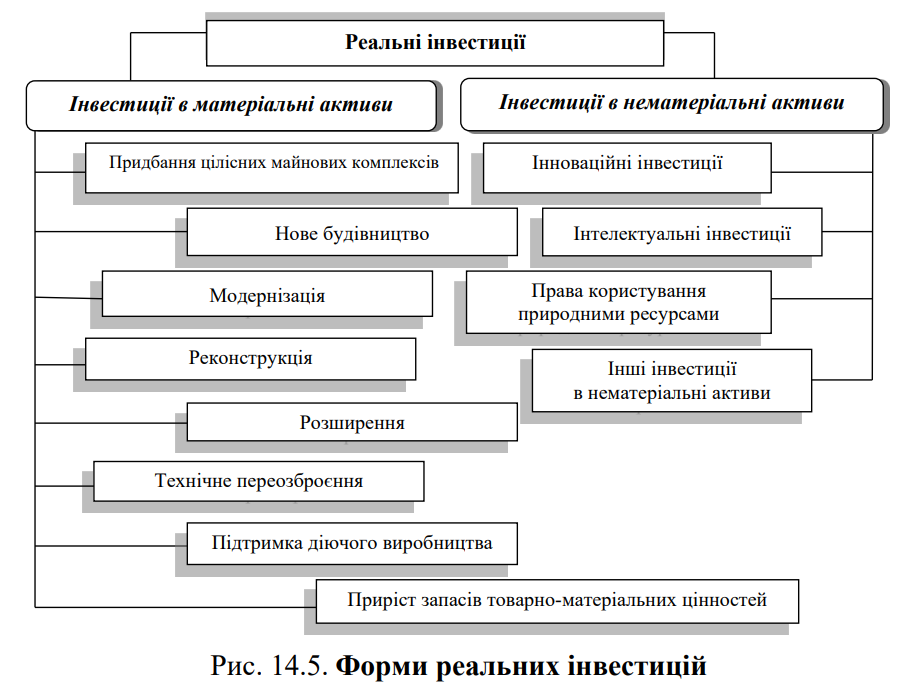 Реальні інвестиції
Інвестиції в матеріальні активи
Інвестиції в нематеріальні активи
Придбання цілісних майнових комплексів
Нове будівництво
Модернізація
Реконструкція
Розширення
Технічне переозброєння
Підтримка діючого виробництва
Приріст запасів товарно-матеріальних цінностей
Інноваційні інвестиції
Інтелектуальні інвестиції
Права користування
природними ресурсами
Інші інвестиції
в нематеріальні активи
Рис. 14.5. Форми реальних інвестицій